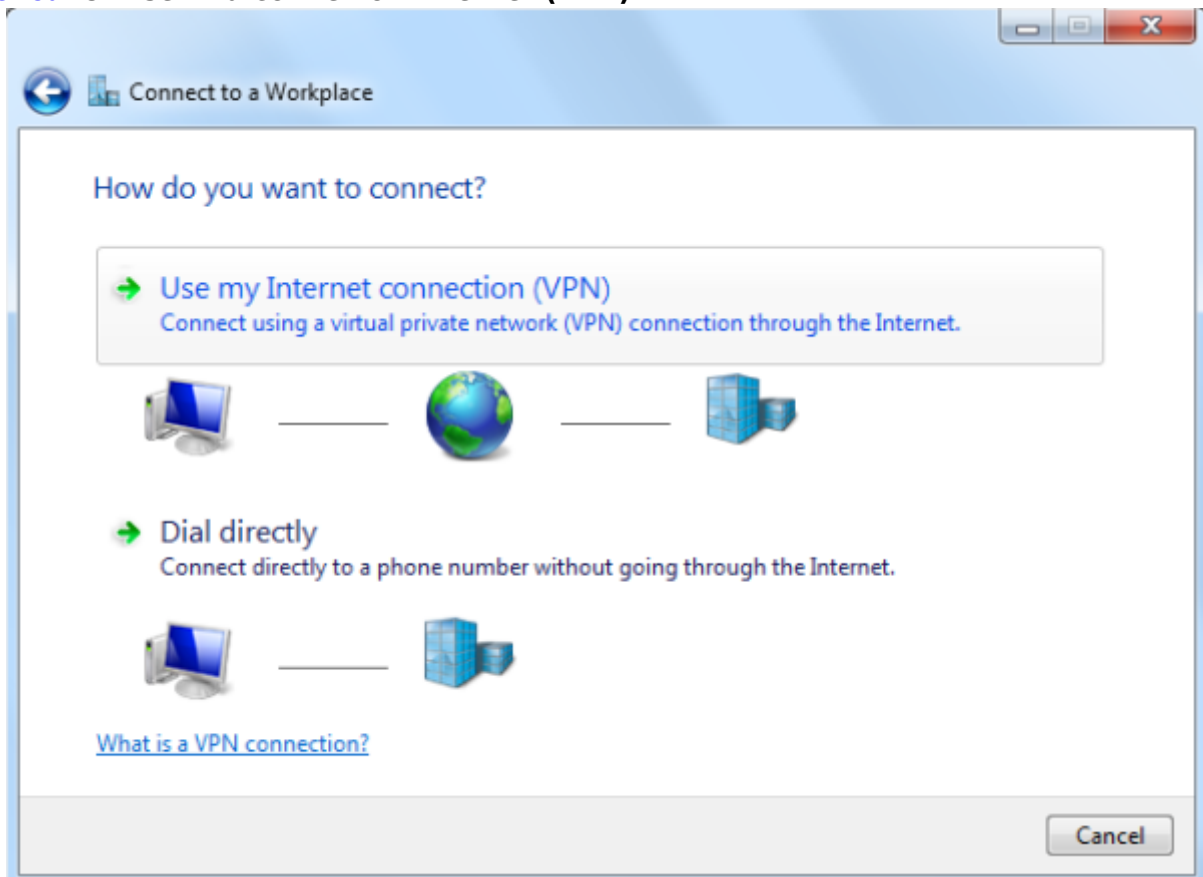 Connect to a Workplace
How do you want to connect?
Use my Internet connection (VPN)
Connect using a virtual private network (VPN) connection through the Internet.
Dial directly
Connect directly to a phone number without going through the Internet.
What is a VPN connection?
Cancel